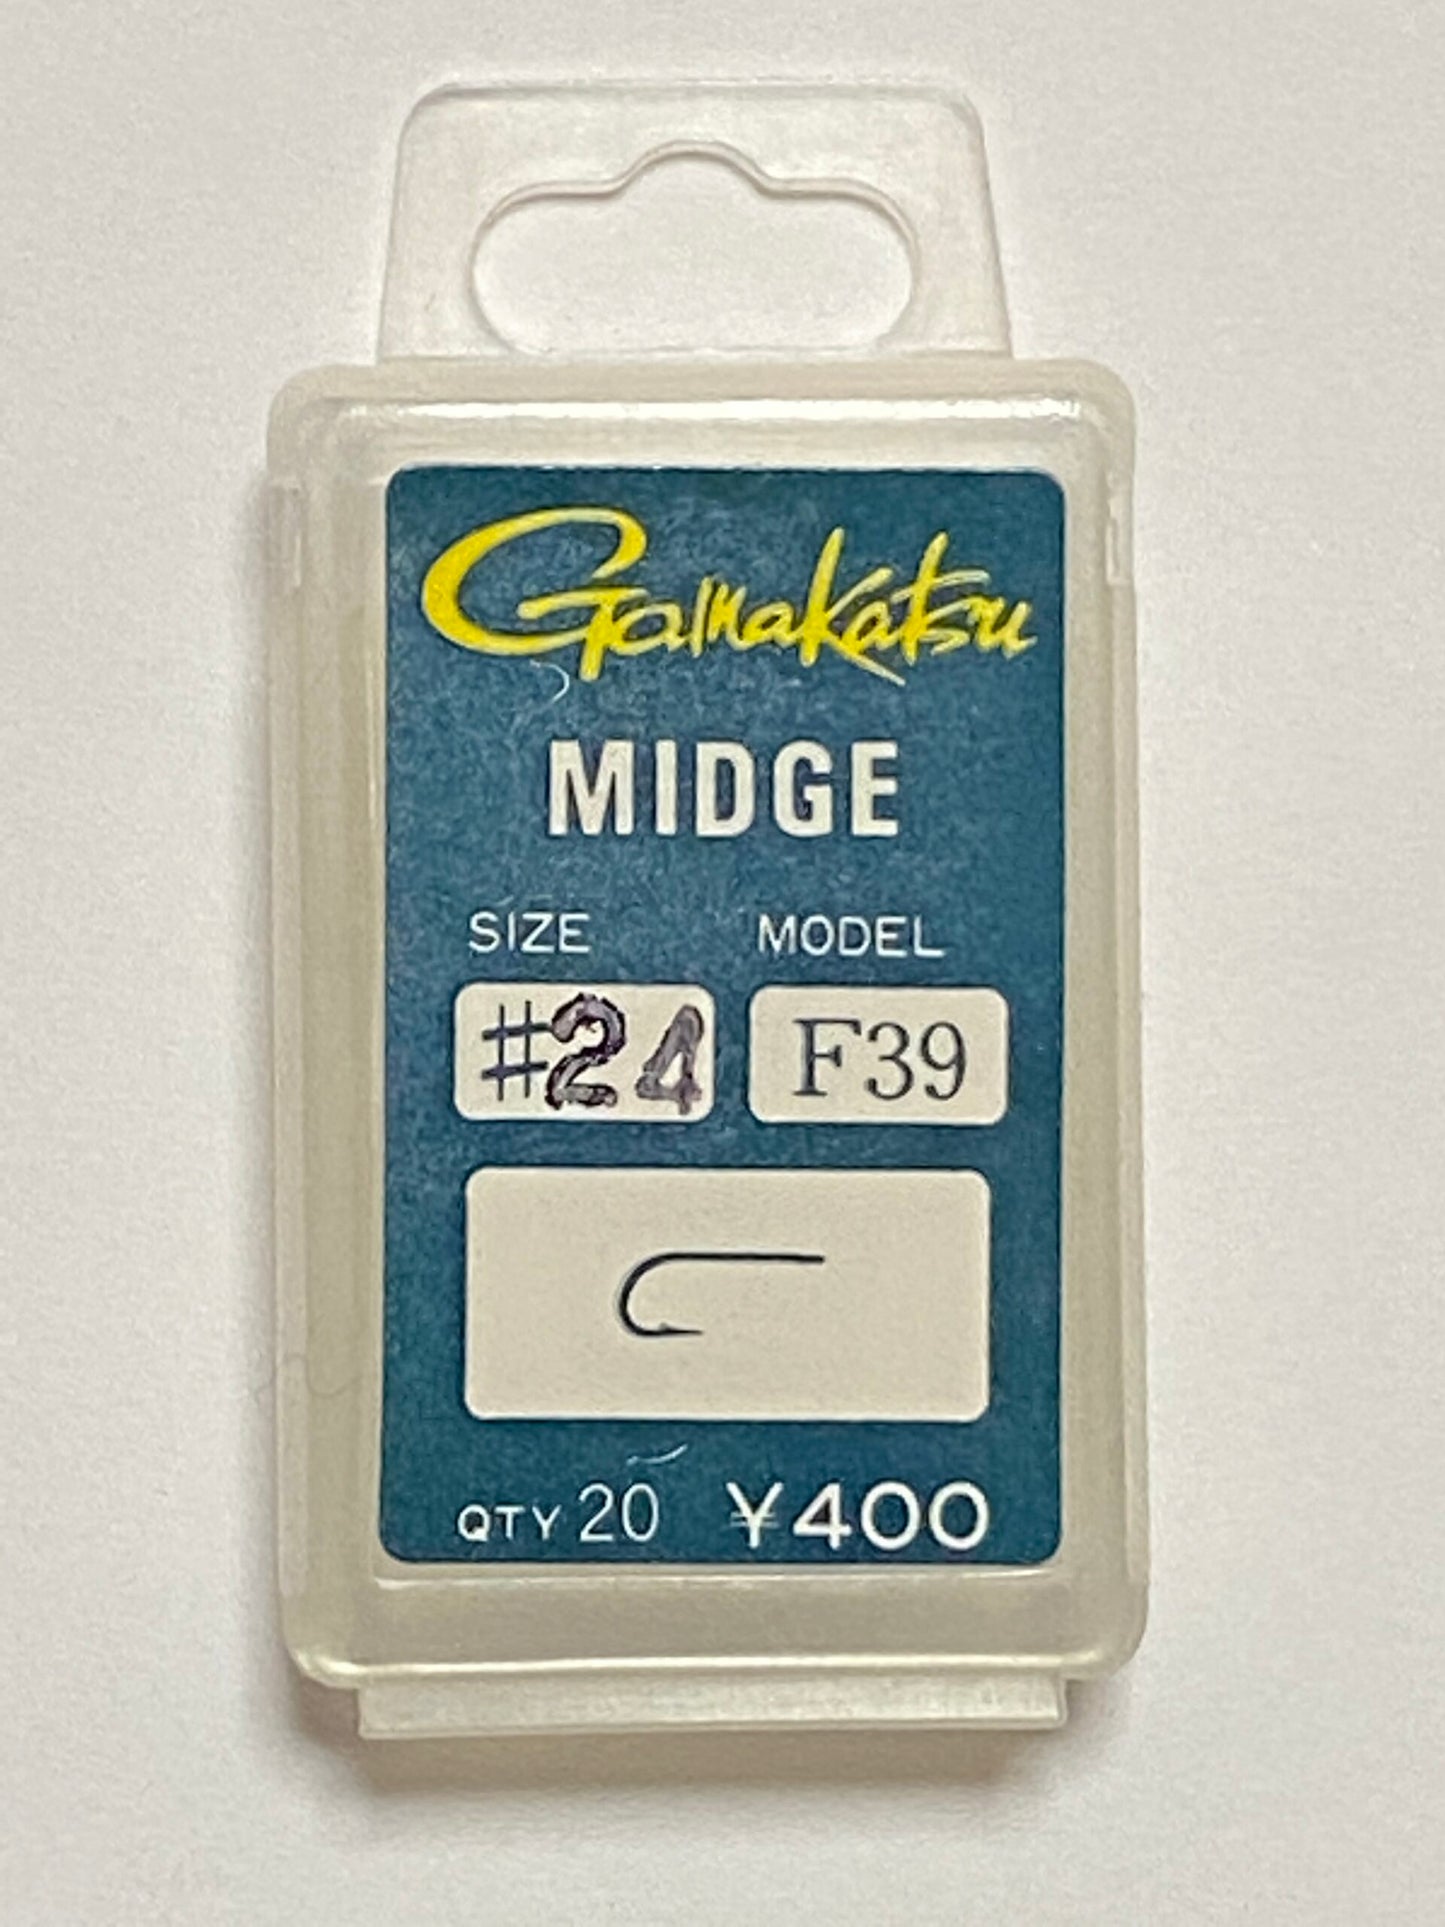 Gamakatsu
MIDGE
SIZE MODEL
#24 F39
QTY 20 ¥400